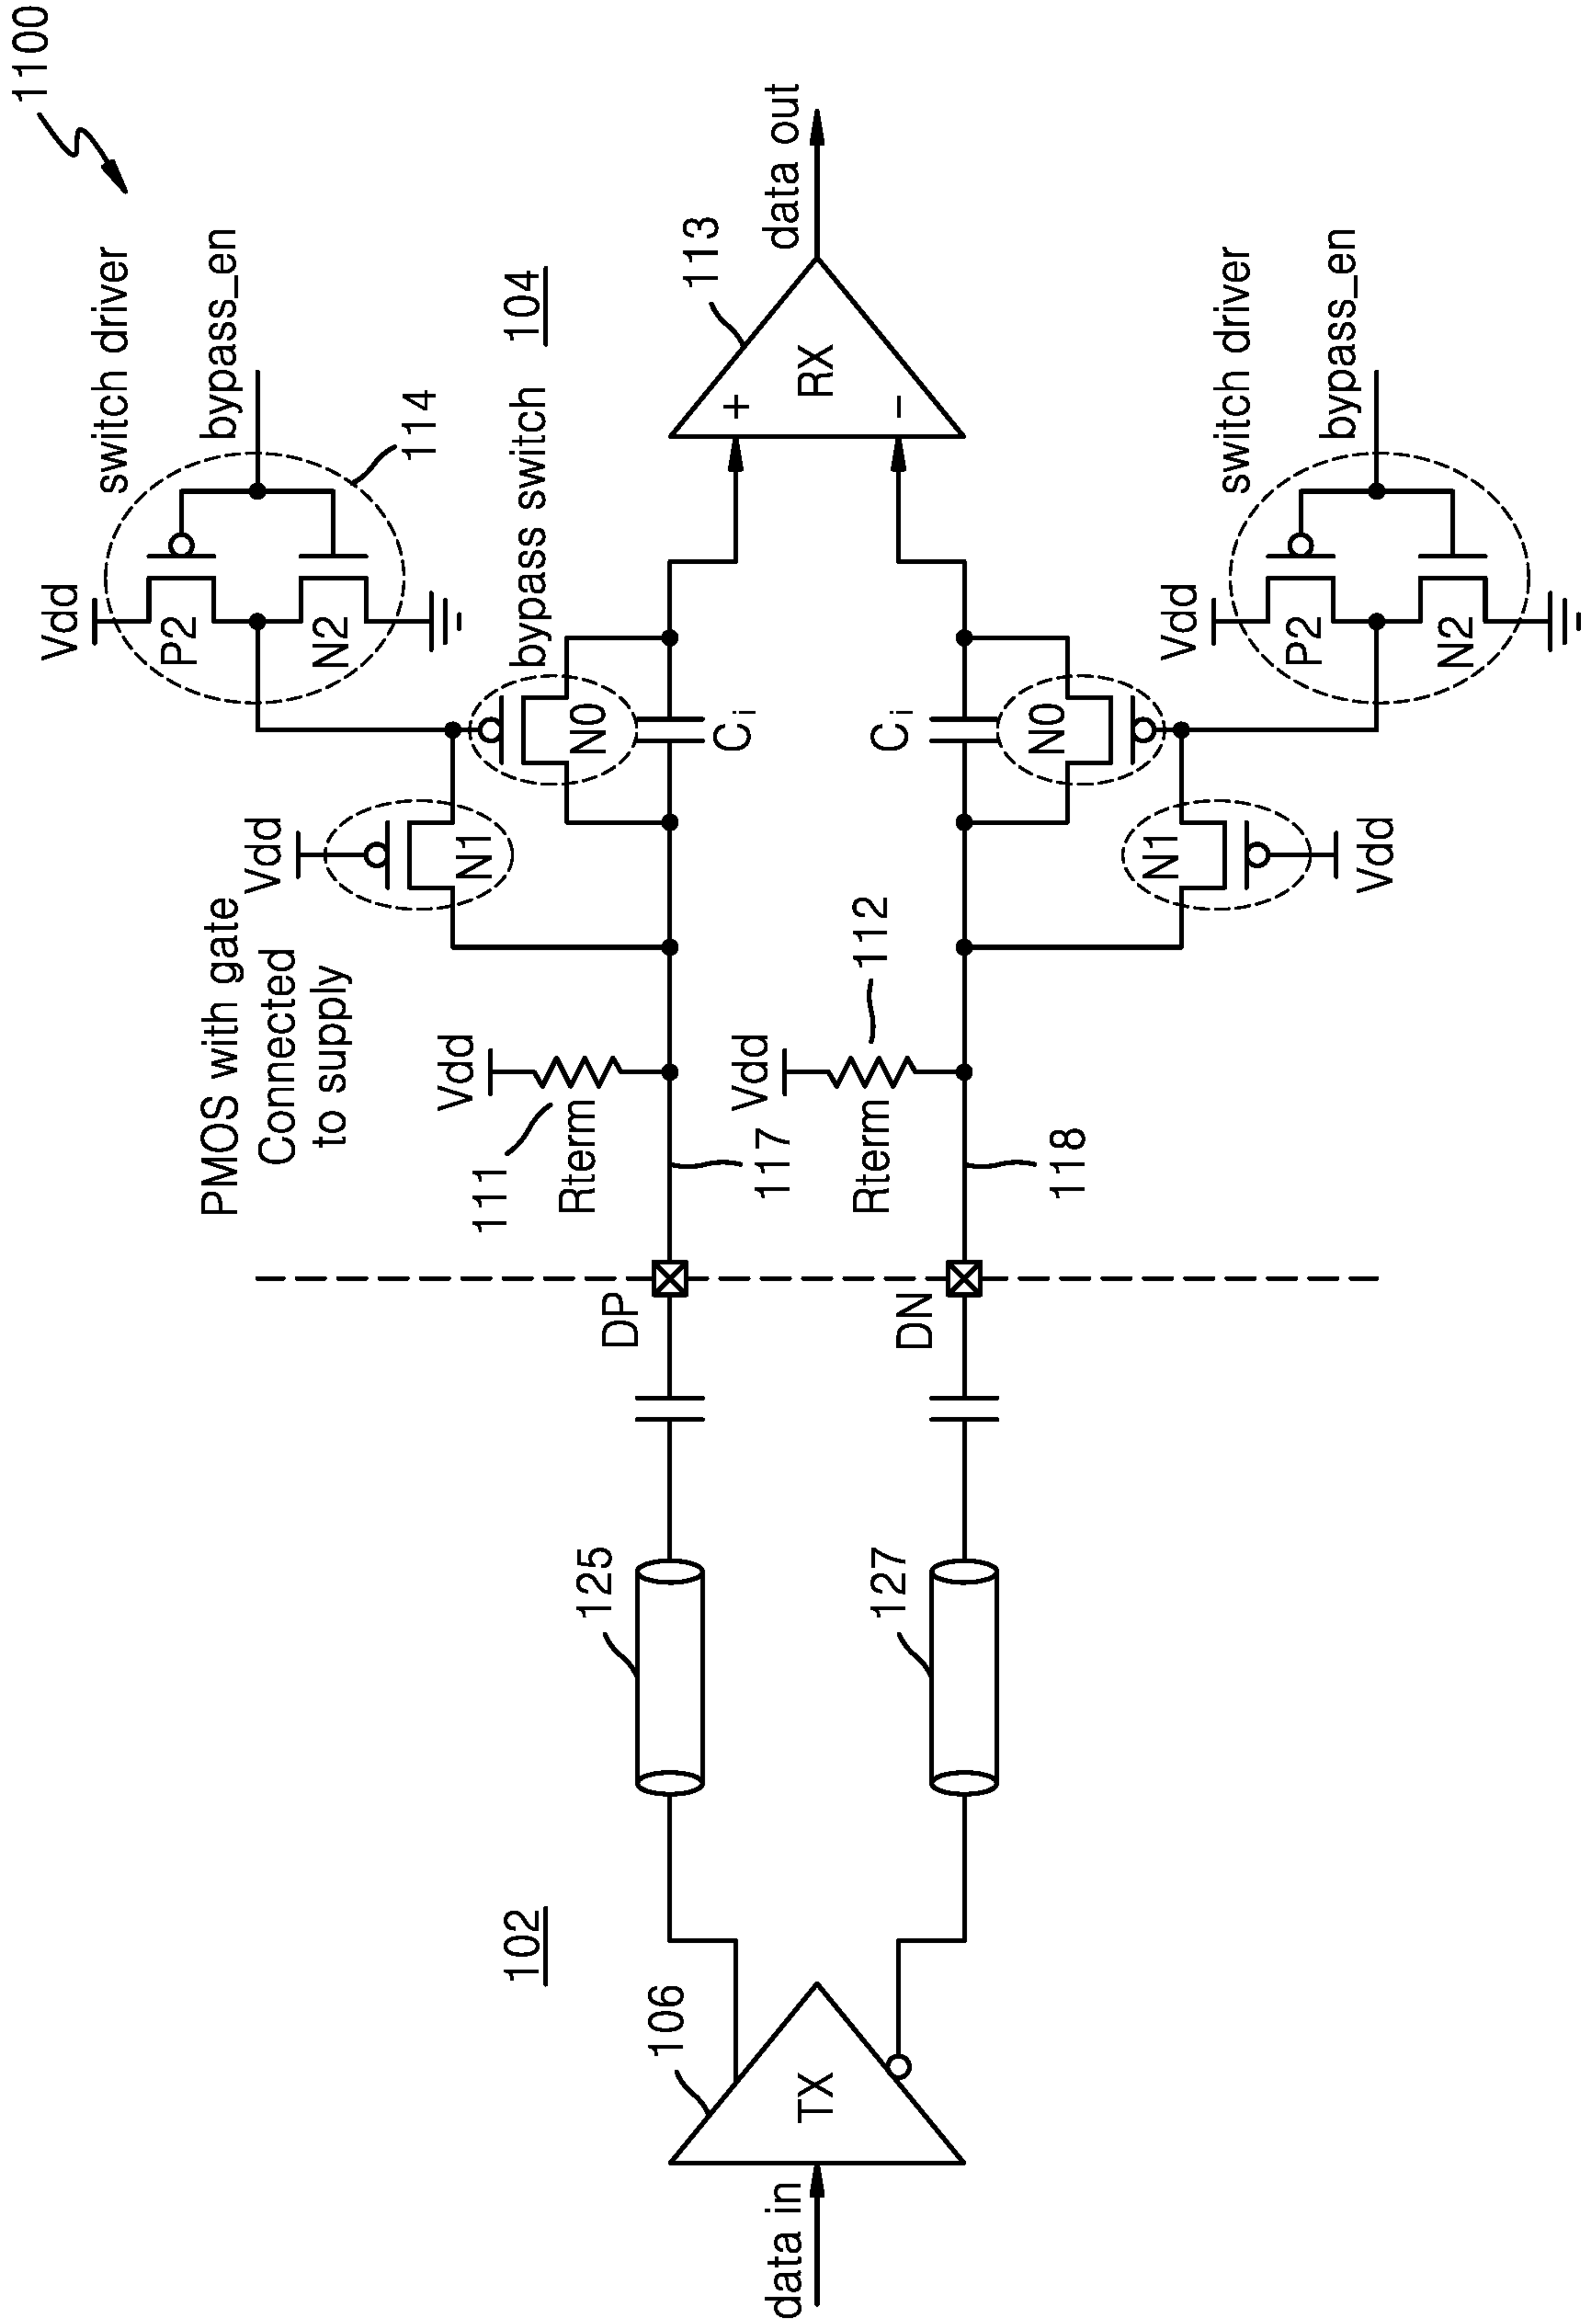 1100
switch driver
bypass_en
114
Vdd
P2
N2
104
bypass switch
N0
Ci
PMOS with gate
Connected
to supply
Vdd
N1
113
+
RX
-
data out
Vdd
111
Rterm
117
DP
125
102
106
TX
data in
Vdd
112
Rterm
118
DN
127
Ci
N0
N1
Vdd
switch driver
bypass_en
Vdd
P2
N2